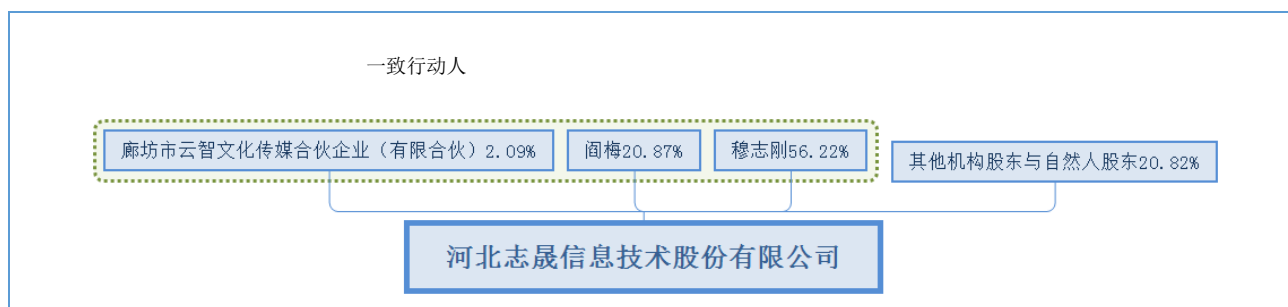 一致行动人
廊坊市云智文化传媒合伙企业（有限合伙）2.09%
阎梅20.87%
穆志刚56.22%
其他机构股东与自然人股东20.82%
河北志晟信息技术股份有限公司